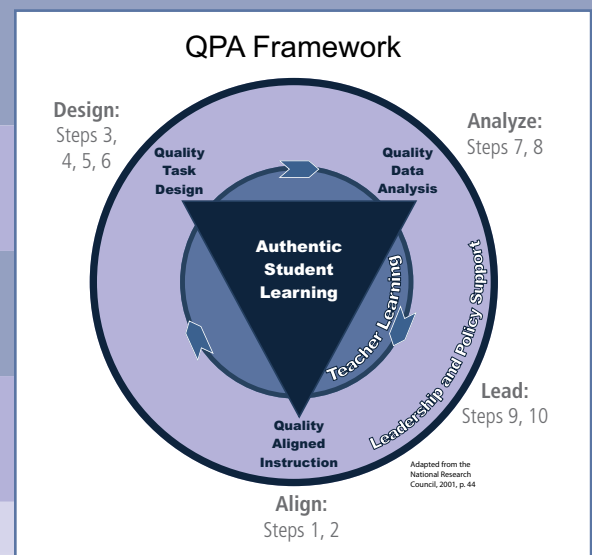 QPA Framework
Design:
Steps 3,
4, 5, 6
Analyze:
Steps 7, 8
Quality
Task
Design
Quality
Data
Analysis
Authentic
Student
Learning
Teacher Learning
Leadership and Policy Support
Lead:
Steps 9, 10
Quality
Aligned
Instruction
Adapted from the
National Research
Council, 2001, p. 44
Align:
Steps 1, 2